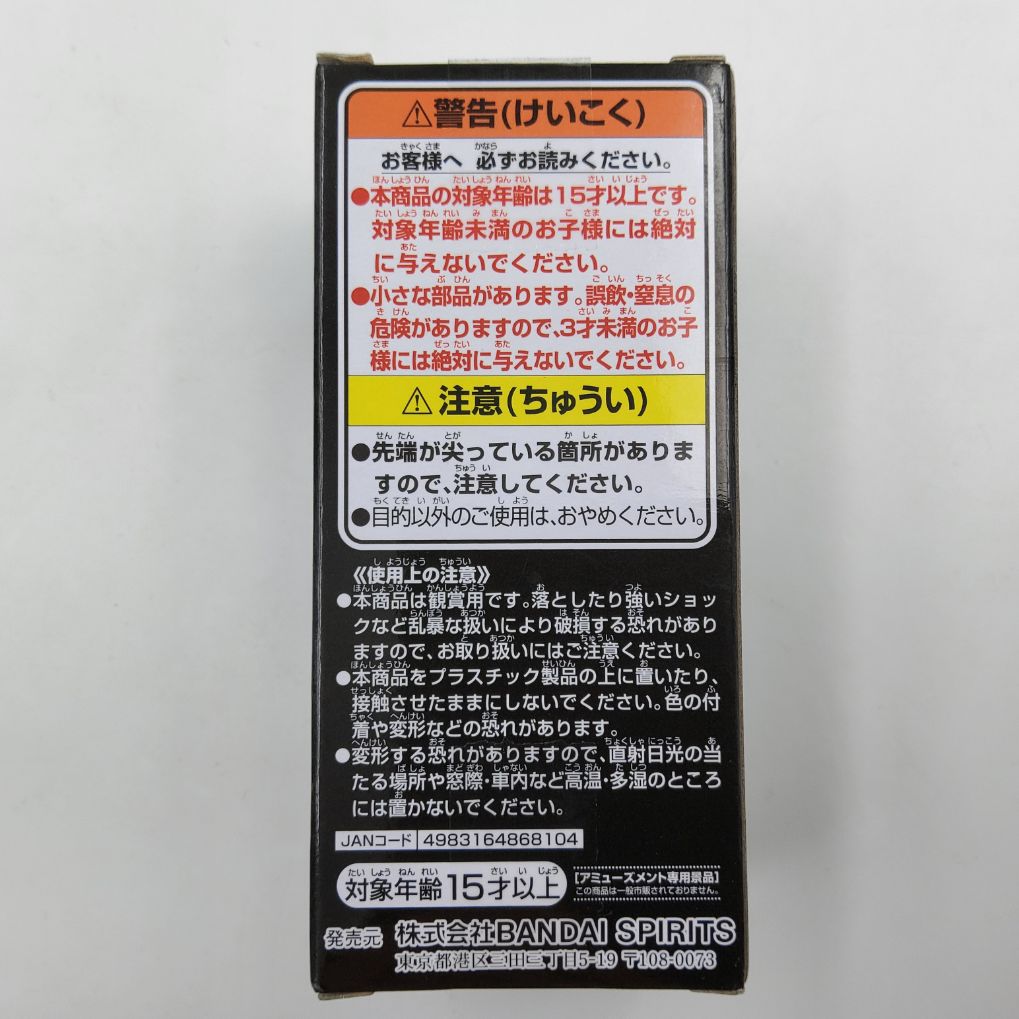 ⚠警告(けいこく)
お客様へ 必ずお読みください。
●本商品の対象年齢は15才以上です。
対象年齢未満のお子様には絶対
に与えないでください。
●小さな部品があります。誤飲・窒息の
危険がありますので、3才未満のお子
様には絶対に与えないでください。
⚠注意(ちゅうい)
●先端が尖っている箇所がありま
すので、注意してください。
●目的以外のご使用は、おやめください。
《使用上の注意》
●本商品は観賞用です。落としたり強いショッ
クなど乱暴な扱いにより破損する恐れがあり
ますので、お取り扱いにはご注意ください。
●本商品をプラスチック製品の上に置いたり、
接触させたままにしないでください。色の付
着や変形などの恐れがあります。
●変形する恐れがありますので、直射日光の当
たる場所や窓際・車内など高温・多湿のところ
には置かないでください。
JANコード 4983164868104
対象年齢15才以上
[アミューズメント専用景品]
この商品は一般市販されておりません。
発売元 株式会社BANDAI SPIRITS
東京都港区三田三丁目5-19 〒108-0073